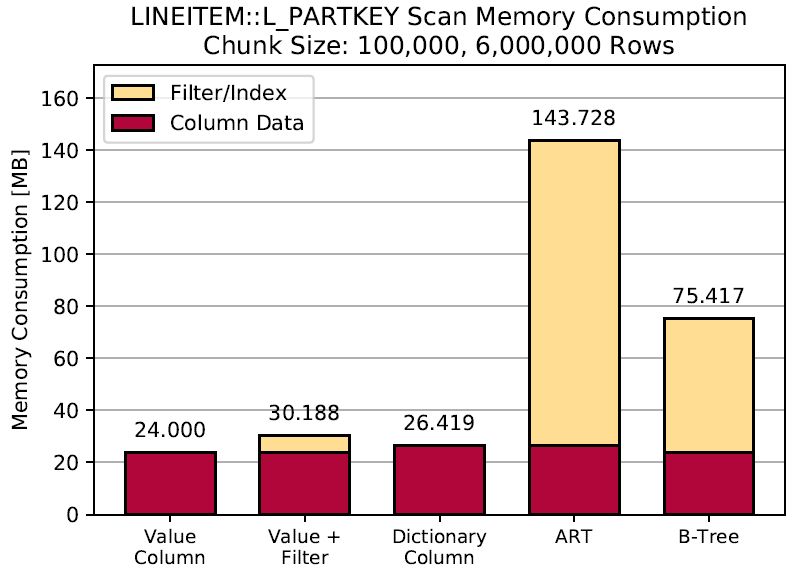 LINEITEM::L_PARTKEY Scan Memory Consumption
Chunk Size: 100,000, 6,000,000 Rows
Filter/Index
Column Data
Memory Consumption [MB]
160
140
120
100
80
60
40
20
0
24.000
30.188
26.419
143.728
75.417
Value
Column
Value +
Filter
Dictionary
Column
ART
B-Tree